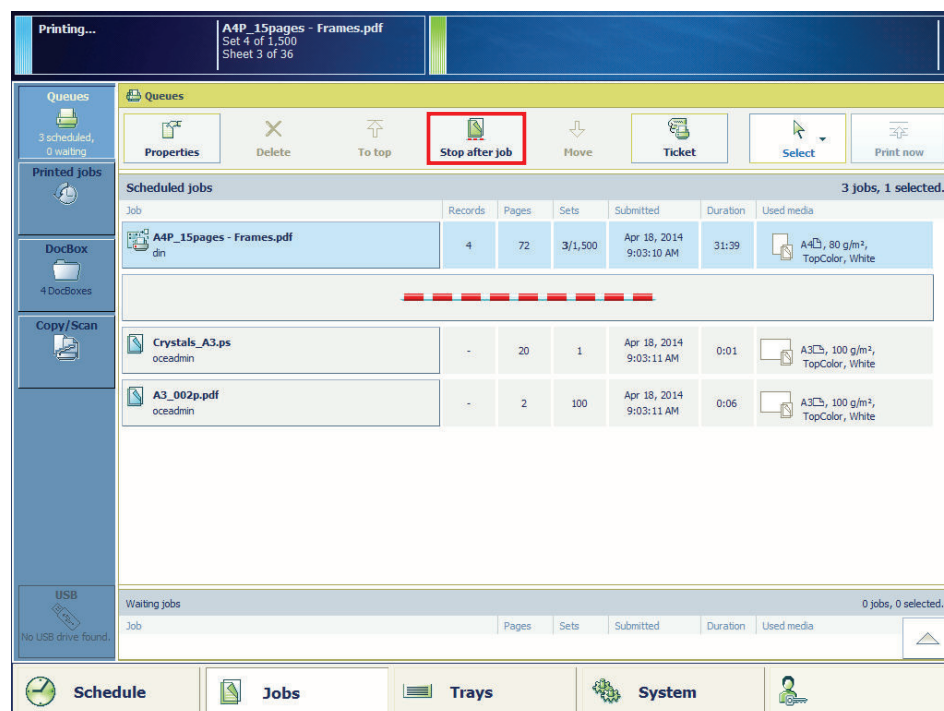 Printing...
A4P_15pages - Frames.pdf
Set 4 of 1,500
Sheet 3 of 36
Queues
3 scheduled,
0 waiting
Printed jobs
DocBox
4 DocBoxes
Copy/Scan
USB
No USB drive found.
Queues
Properties Delete To top Stop after job Move Ticket Select Print now
Scheduled jobs 3 jobs, 1 selected.
Job Records Pages Sets Submitted Duration Used media
A4P_15pages - Frames.pdf
din
4 72 3/1,500
Apr 18, 2014
9:03:10 AM
31:39
A4, 80 g/m²,
TopColor, White
Crystals_A3.ps
oceadmin
- 20 1
Apr 18, 2014
9:03:11 AM
0:01
A3, 100 g/m²,
TopColor, White
A3_002p.pdf
oceadmin
- 2 100
Apr 18, 2014
9:03:11 AM
0:06
A3, 100 g/m²,
TopColor, White
Waiting jobs 0 jobs, 0 selected.
Job Pages Sets Submitted Duration Used media
Schedule Jobs Trays System